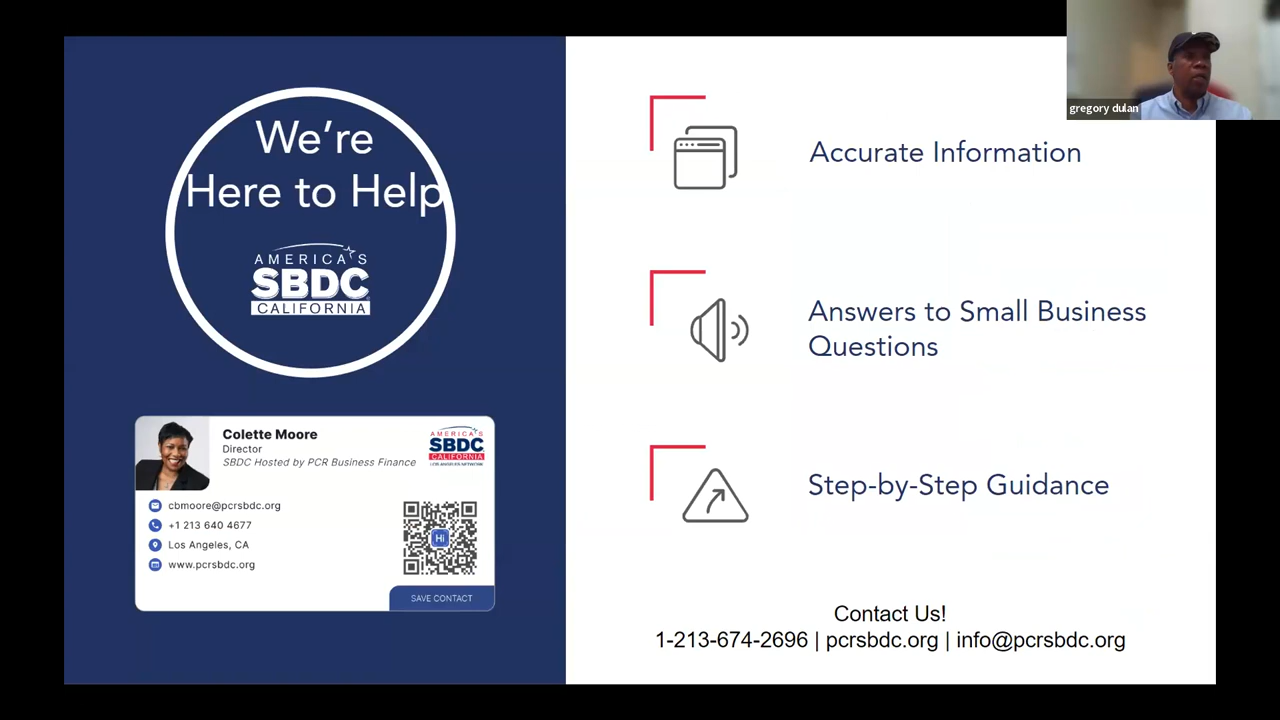 We're
Here to Help
AMERICA'S
SBDC
CALIFORNIA
Colette Moore
Director
SBDC Hosted by PCR Business Finance
AMERICA'S
SBDC
CALIFORNIA
LOS ANGELES NETWORK
cbmoore@pcrsbdc.org
+1 213 640 4677
Los Angeles, CA
www.pcrsbdc.org
Hi
SAVE CONTACT
gregory dulan
Accurate Information
Answers to Small Business
Questions
Step-by-Step Guidance
Contact Us!
1-213-674-2696 | pcrsbdc.org | info@pcrsbdc.org